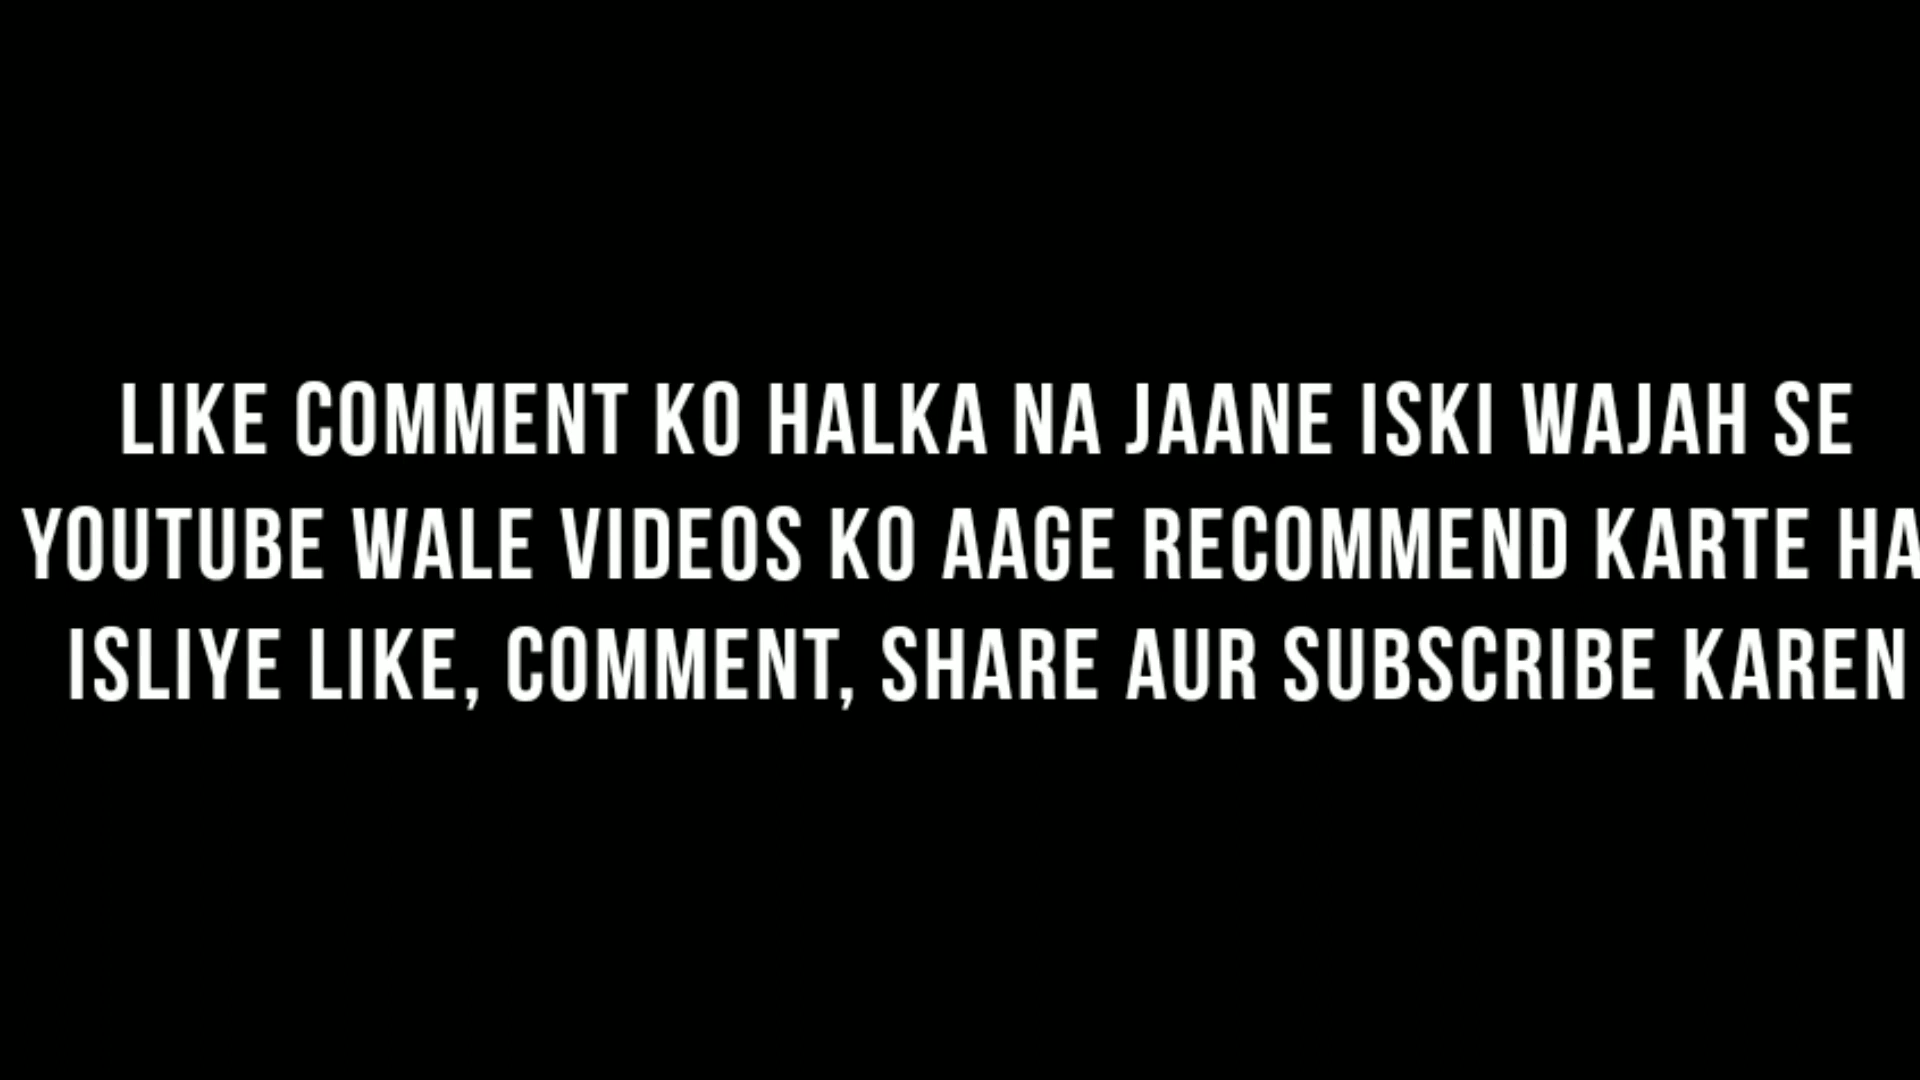 LIKE COMMENT KO HALKA NA JAANE ISKI WAJAH SE
YOUTUBE WALE VIDEOS KO AAGE RECOMMEND KARTE HA
ISLIYE LIKE, COMMENT, SHARE AUR SUBSCRIBE KAREN